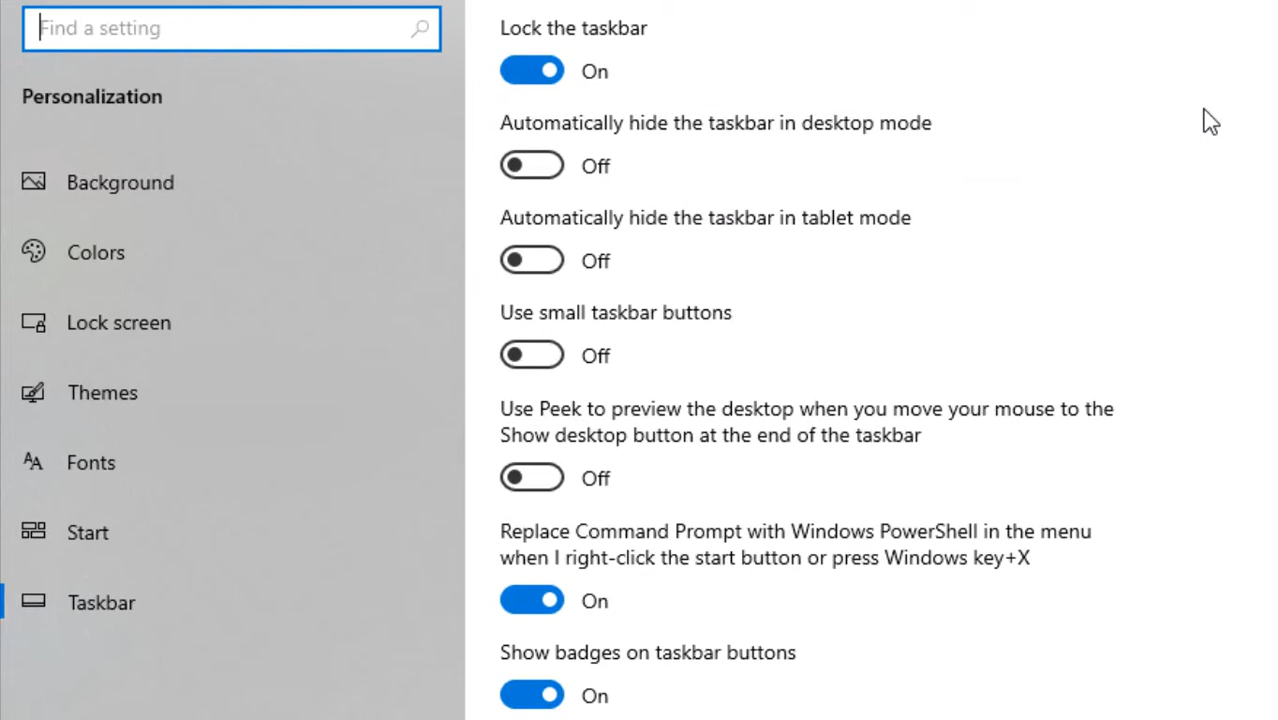 Find a setting
Personalization
Background
Colors
Lock screen
Themes
Fonts
Start
Taskbar
Lock the taskbar
On
Automatically hide the taskbar in desktop mode
Off
Automatically hide the taskbar in tablet mode
Off
Use small taskbar buttons
Off
Use Peek to preview the desktop when you move your mouse to the
Show desktop button at the end of the taskbar
Off
Replace Command Prompt with Windows PowerShell in the menu
when I right-click the start button or press Windows key+X
On
Show badges on taskbar buttons
On